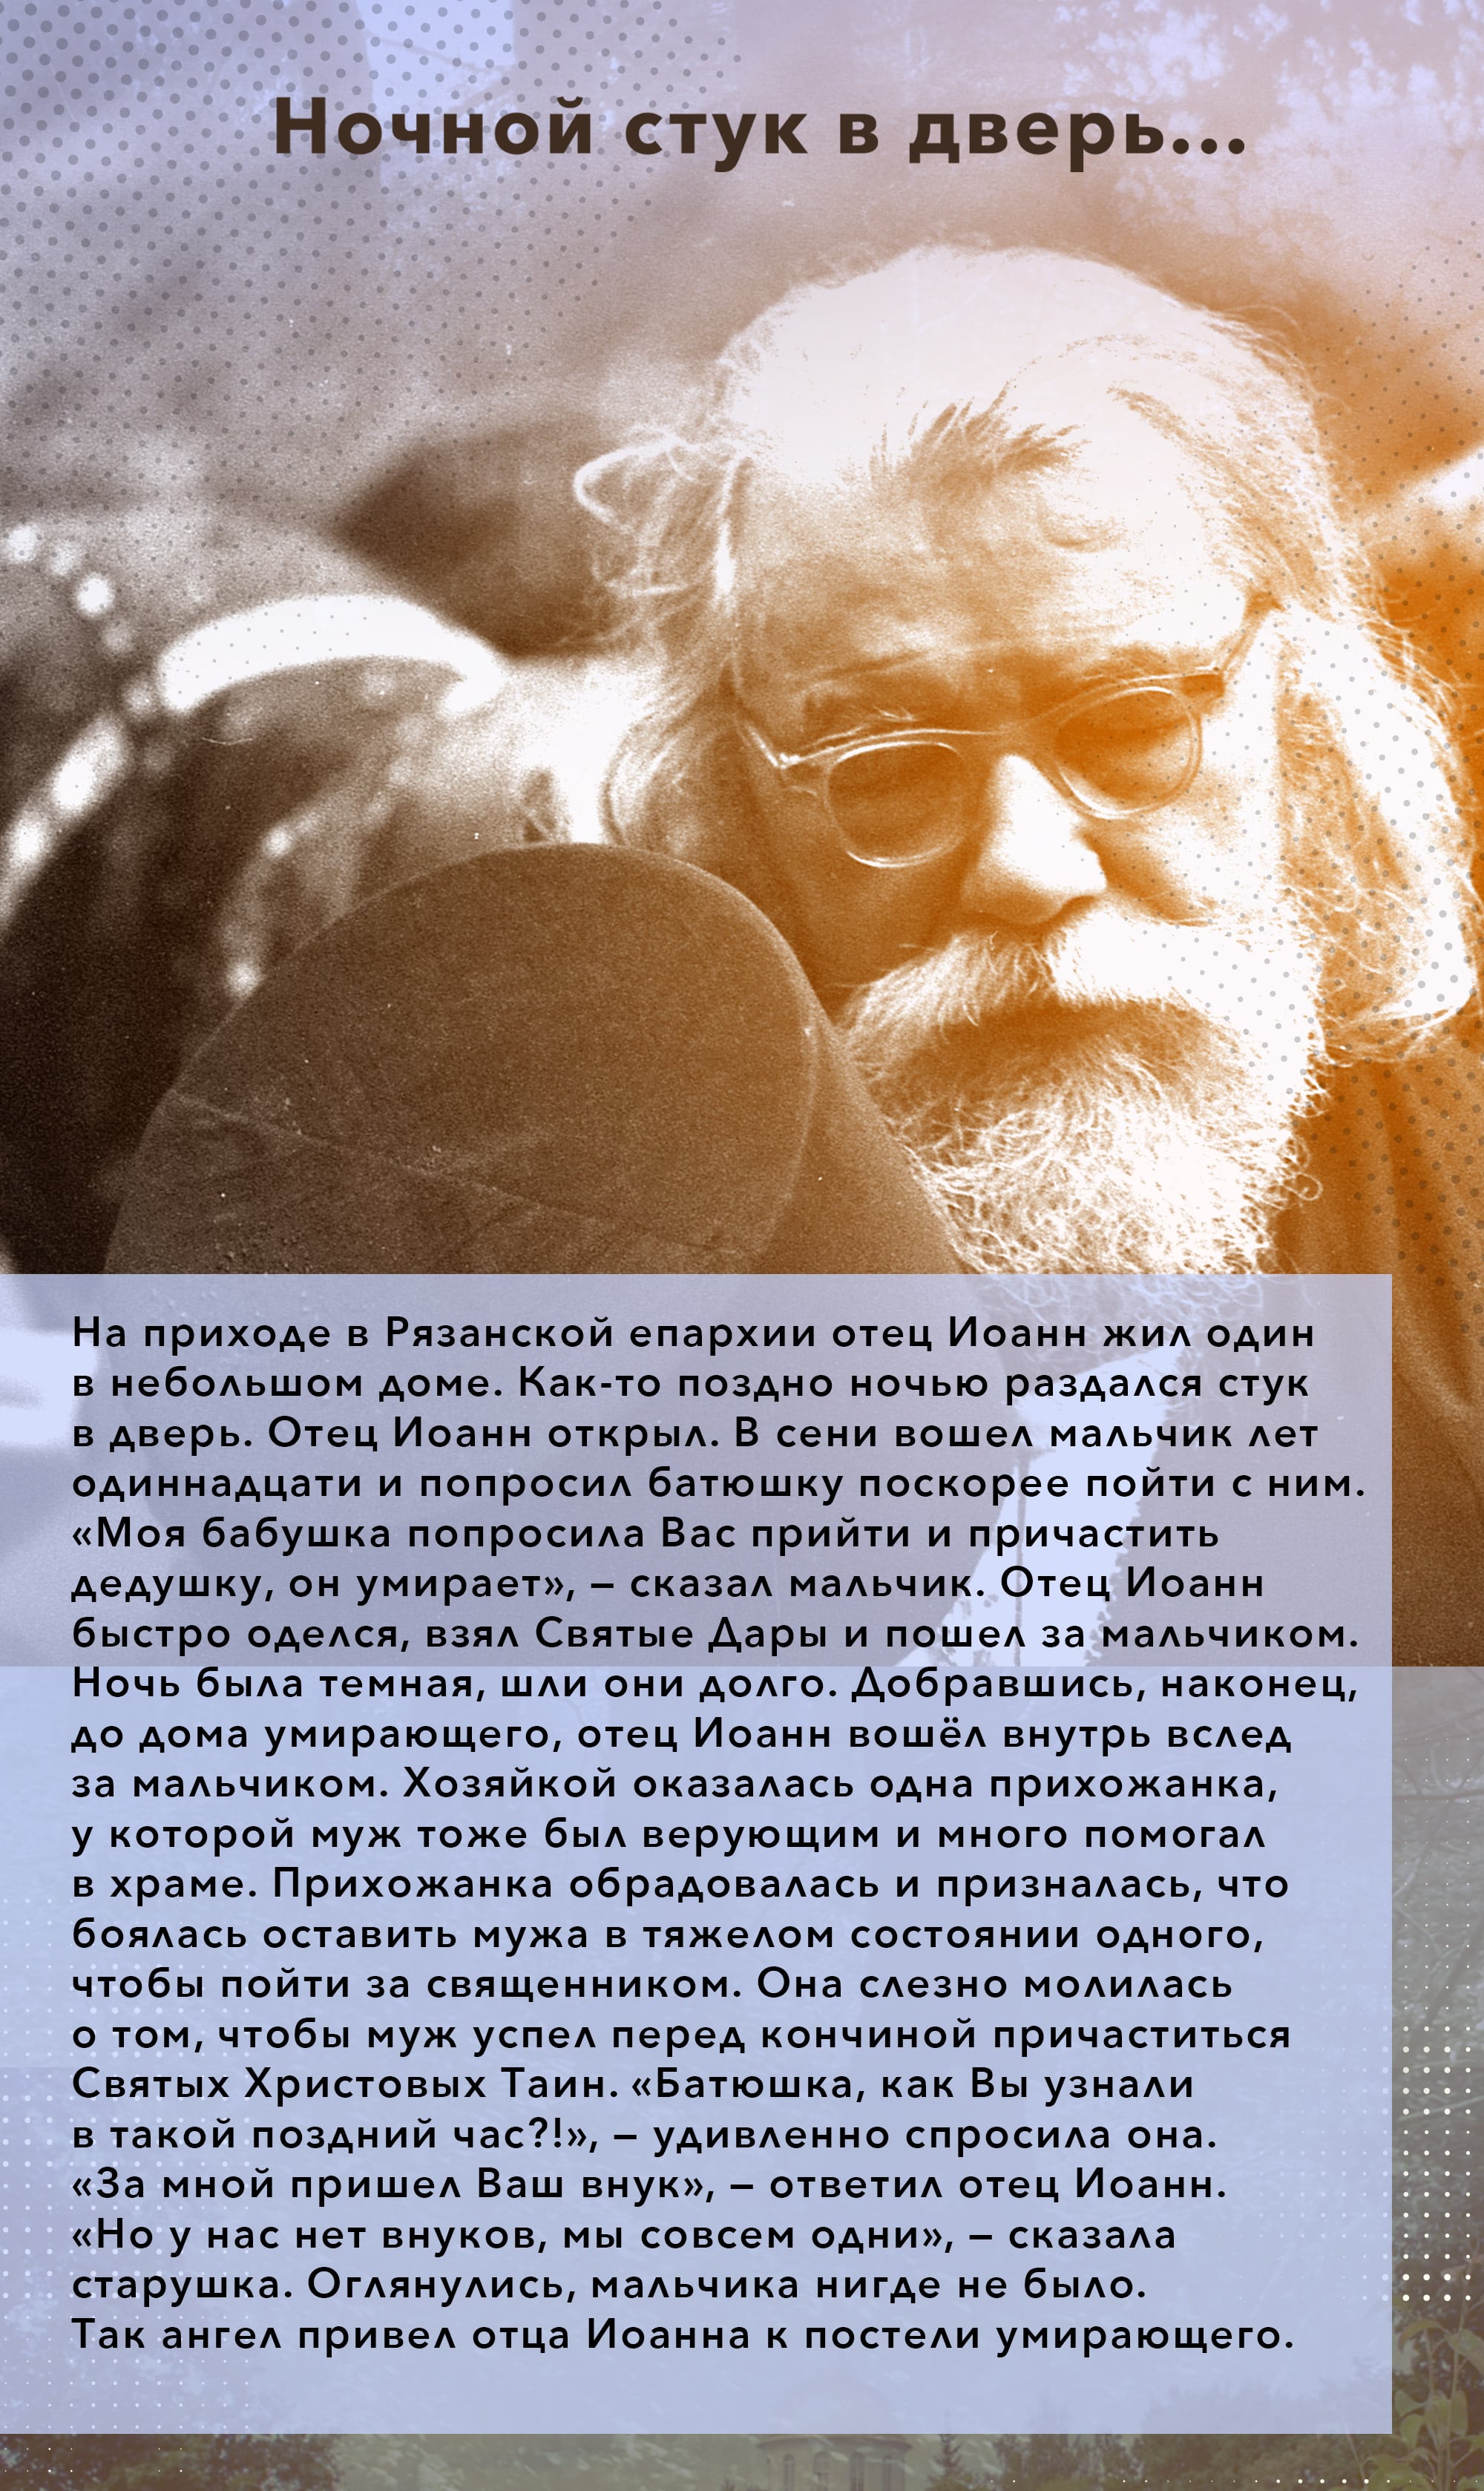 Ночной стук в дверь...
На приходе в Рязанской епархии отец Иоанн жил один
в небольшом доме. Как-то поздно ночью раздался стук
в дверь. Отец Иоанн открыл. В сени вошел мальчик лет
одиннадцати и попросил батюшку поскорее пойти с ним.
«Моя бабушка попросила Вас прийти и причастить
дедушку, он умирает», – сказал мальчик. Отец Иоанн
быстро оделся, взял Святые Дары и пошел за мальчиком.
Ночь была темная, шли они долго. Добравшись, наконец,
до дома умирающего, отец Иоанн вошёл внутрь вслед
за мальчиком. Хозяйкой оказалась одна прихожанка,
у которой муж тоже был верующим и много помогал
в храме. Прихожанка обрадовалась и призналась, что
боялась оставить мужа в тяжелом состоянии одного,
чтобы пойти за священником. Она слезно молилась
о том, чтобы муж успел перед кончиной причаститься
Святых Христовых Таин. «Батюшка, как Вы узнали
в такой поздний час?!», – удивленно спросила она.
«За мной пришел Ваш внук», – ответил отец Иоанн.
«Но у нас нет внуков, мы совсем одни», – сказала
старушка. Оглянулись, мальчика нигде не было.
Так ангел привел отца Иоанна к постели умирающего.